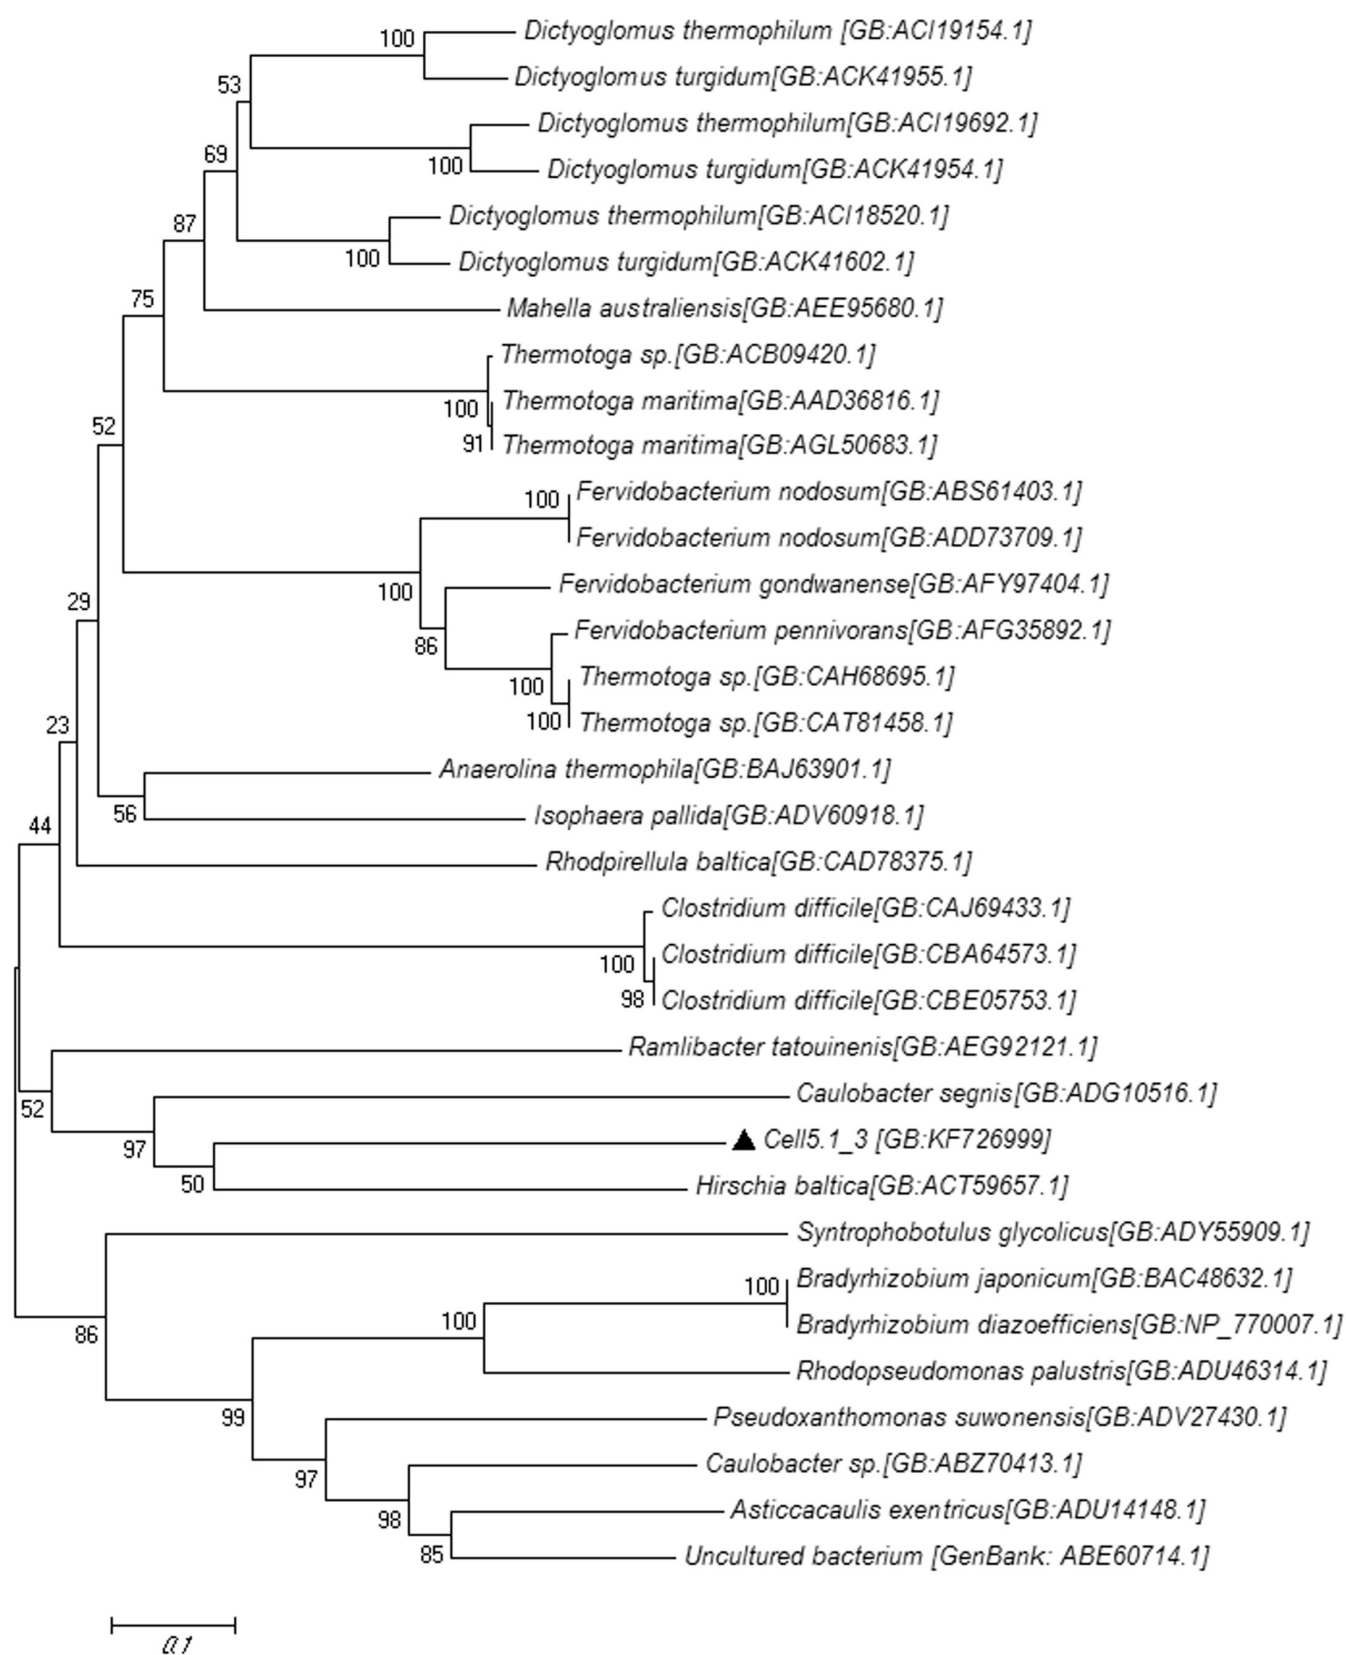 100
Dictyoglomus thermophilum [GB:ACI19154.1]
Dictyoglomus turgidum[GB:ACK41955.1]
53
Dictyoglomus thermophilum[GB:ACI19692.1]
69
100
Dictyoglomus turgidum[GB:ACK41954.1]
87
Dictyoglomus thermophilum[GB:ACI18520.1]
100
Dictyoglomus turgidum[GB:ACK41602.1]
75
Mahella australiensis[GB:AEE95680.1]
Thermotoga sp.[GB:ACB09420.1]
100
Thermotoga maritima[GB:AAD36816.1]
52
91
Thermotoga maritima[GB:AGL50683.1]
100
Fervidobacterium nodosum[GB:ABS61403.1]
Fervidobacterium nodosum[GB:ADD73709.1]
100
Fervidobacterium gondwanense[GB:AFY97404.1]
29
86
Fervidobacterium pennivorans[GB:AFG35892.1]
100
Thermotoga sp.[GB:CAH68695.1]
23
100
Thermotoga sp.[GB:CAT81458.1]
Anaerolina thermophila[GB:BAJ63901.1]
56
Isophaera pallida[GB:ADV60918.1]
44
Rhodpirellula baltica[GB:CAD78375.1]
Clostridium difficile[GB:CAJ69433.1]
100
Clostridium difficile[GB:CBA64573.1]
98
Clostridium difficile[GB:CBE05753.1]
Ramlibacter tatouinenis[GB:AEG92121.1]
52
Caulobacter segnis[GB:ADG10516.1]
97
Cell5.1_3 [GB:KF726999]
50
Hirschia baltica[GB:ACT59657.1]
Syntrophobotulus glycolicus[GB:ADY55909.1]
100
Bradyrhizobium japonicum[GB:BAC48632.1]
86
100
Bradyrhizobium diazoefficiens[GB:NP_770007.1]
Rhodopseudomonas palustris[GB:ADU46314.1]
99
Pseudoxanthomonas suwonensis[GB:ADV27430.1]
97
Caulobacter sp.[GB:ABZ70413.1]
98
Asticcacaulis exentricus[GB:ADU14148.1]
85
Uncultured bacterium [GenBank: ABE60714.1]
0.1